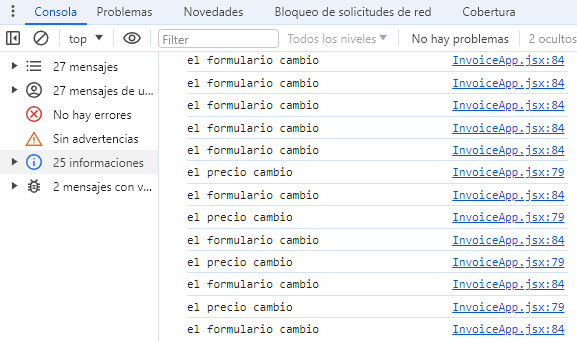 Consola Problemas Novedades Bloqueo de solicitudes de red Cobertura
top Filter Todos los niveles No hay problemas 2 ocultos
27 mensajes
27 mensajes de u...
No hay errores
Sin advertencias
25 informaciones
2 mensajes con v...
el formulario cambio InvoiceApp.jsx:84
el formulario cambio InvoiceApp.jsx:84
el formulario cambio InvoiceApp.jsx:84
el formulario cambio InvoiceApp.jsx:84
el formulario cambio InvoiceApp.jsx:84
el precio cambio InvoiceApp.jsx:79
el formulario cambio InvoiceApp.jsx:84
el precio cambio InvoiceApp.jsx:79
el formulario cambio InvoiceApp.jsx:84
el precio cambio InvoiceApp.jsx:79
el formulario cambio InvoiceApp.jsx:84
el precio cambio InvoiceApp.jsx:79
el formulario cambio InvoiceApp.jsx:84